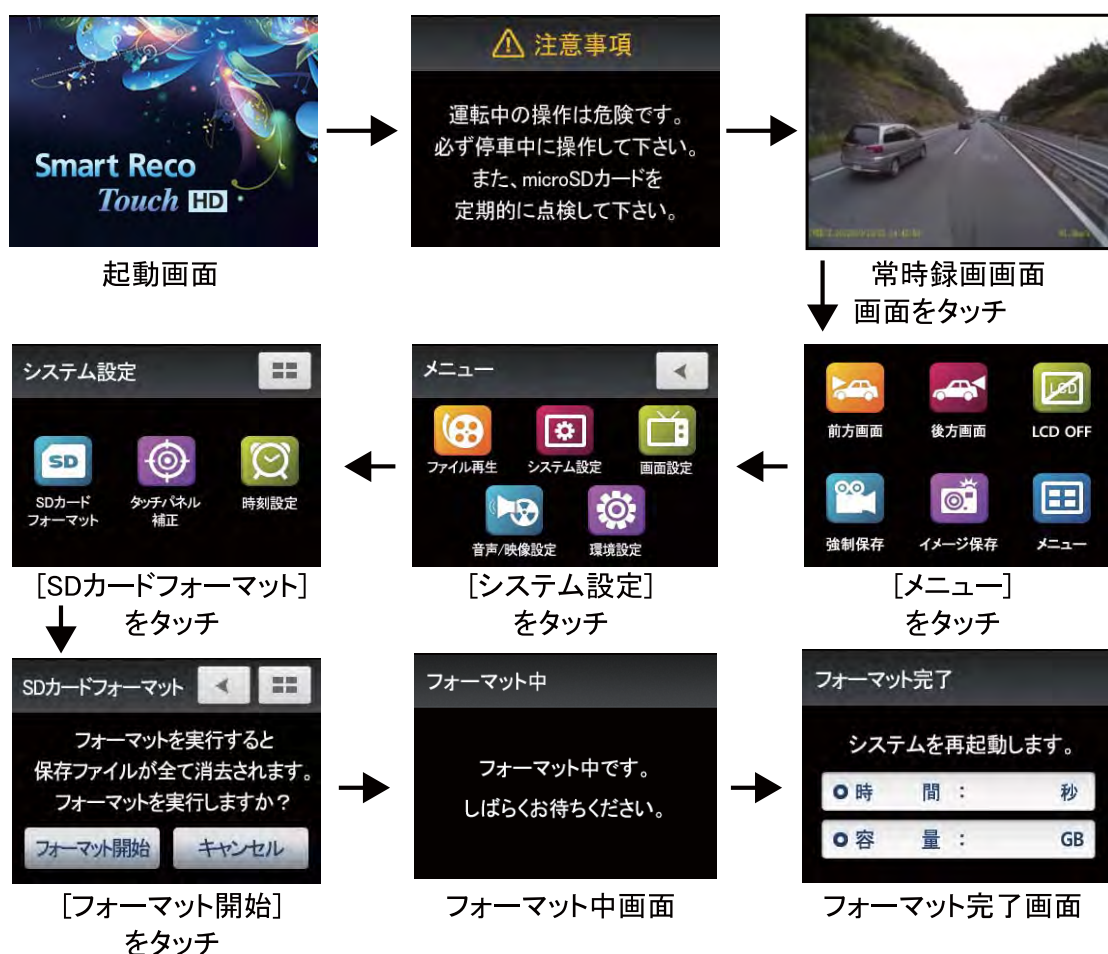 Smart Reco
Touch HD
起動画面
注意事項
運転中の操作は危険です。
必ず停車中に操作して下さい。
また、microSDカードを
定期的に点検して下さい。
常時録画画面
画面をタッチ
前方画面
後方画面
LCD OFF
LCD
強制保存
イメージ保存
メニュー
[メニュー]
をタッチ
メニュー
ファイル再生
システム設定
画面設定
音声/映像設定
環境設定
[システム設定]
をタッチ
システム設定
SD
SDカード
フォーマット
タッチパネル
補正
時刻設定
[SDカードフォーマット]
をタッチ
SDカードフォーマット
フォーマットを実行すると
保存ファイルが全て消去されます。
フォーマットを実行しますか？
フォーマット開始
キャンセル
[フォーマット開始]
をタッチ
フォーマット中
フォーマット中です。
しばらくお待ちください。
フォーマット中画面
フォーマット完了
システムを再起動します。
時 間 : 秒
容 量 : GB
フォーマット完了画面